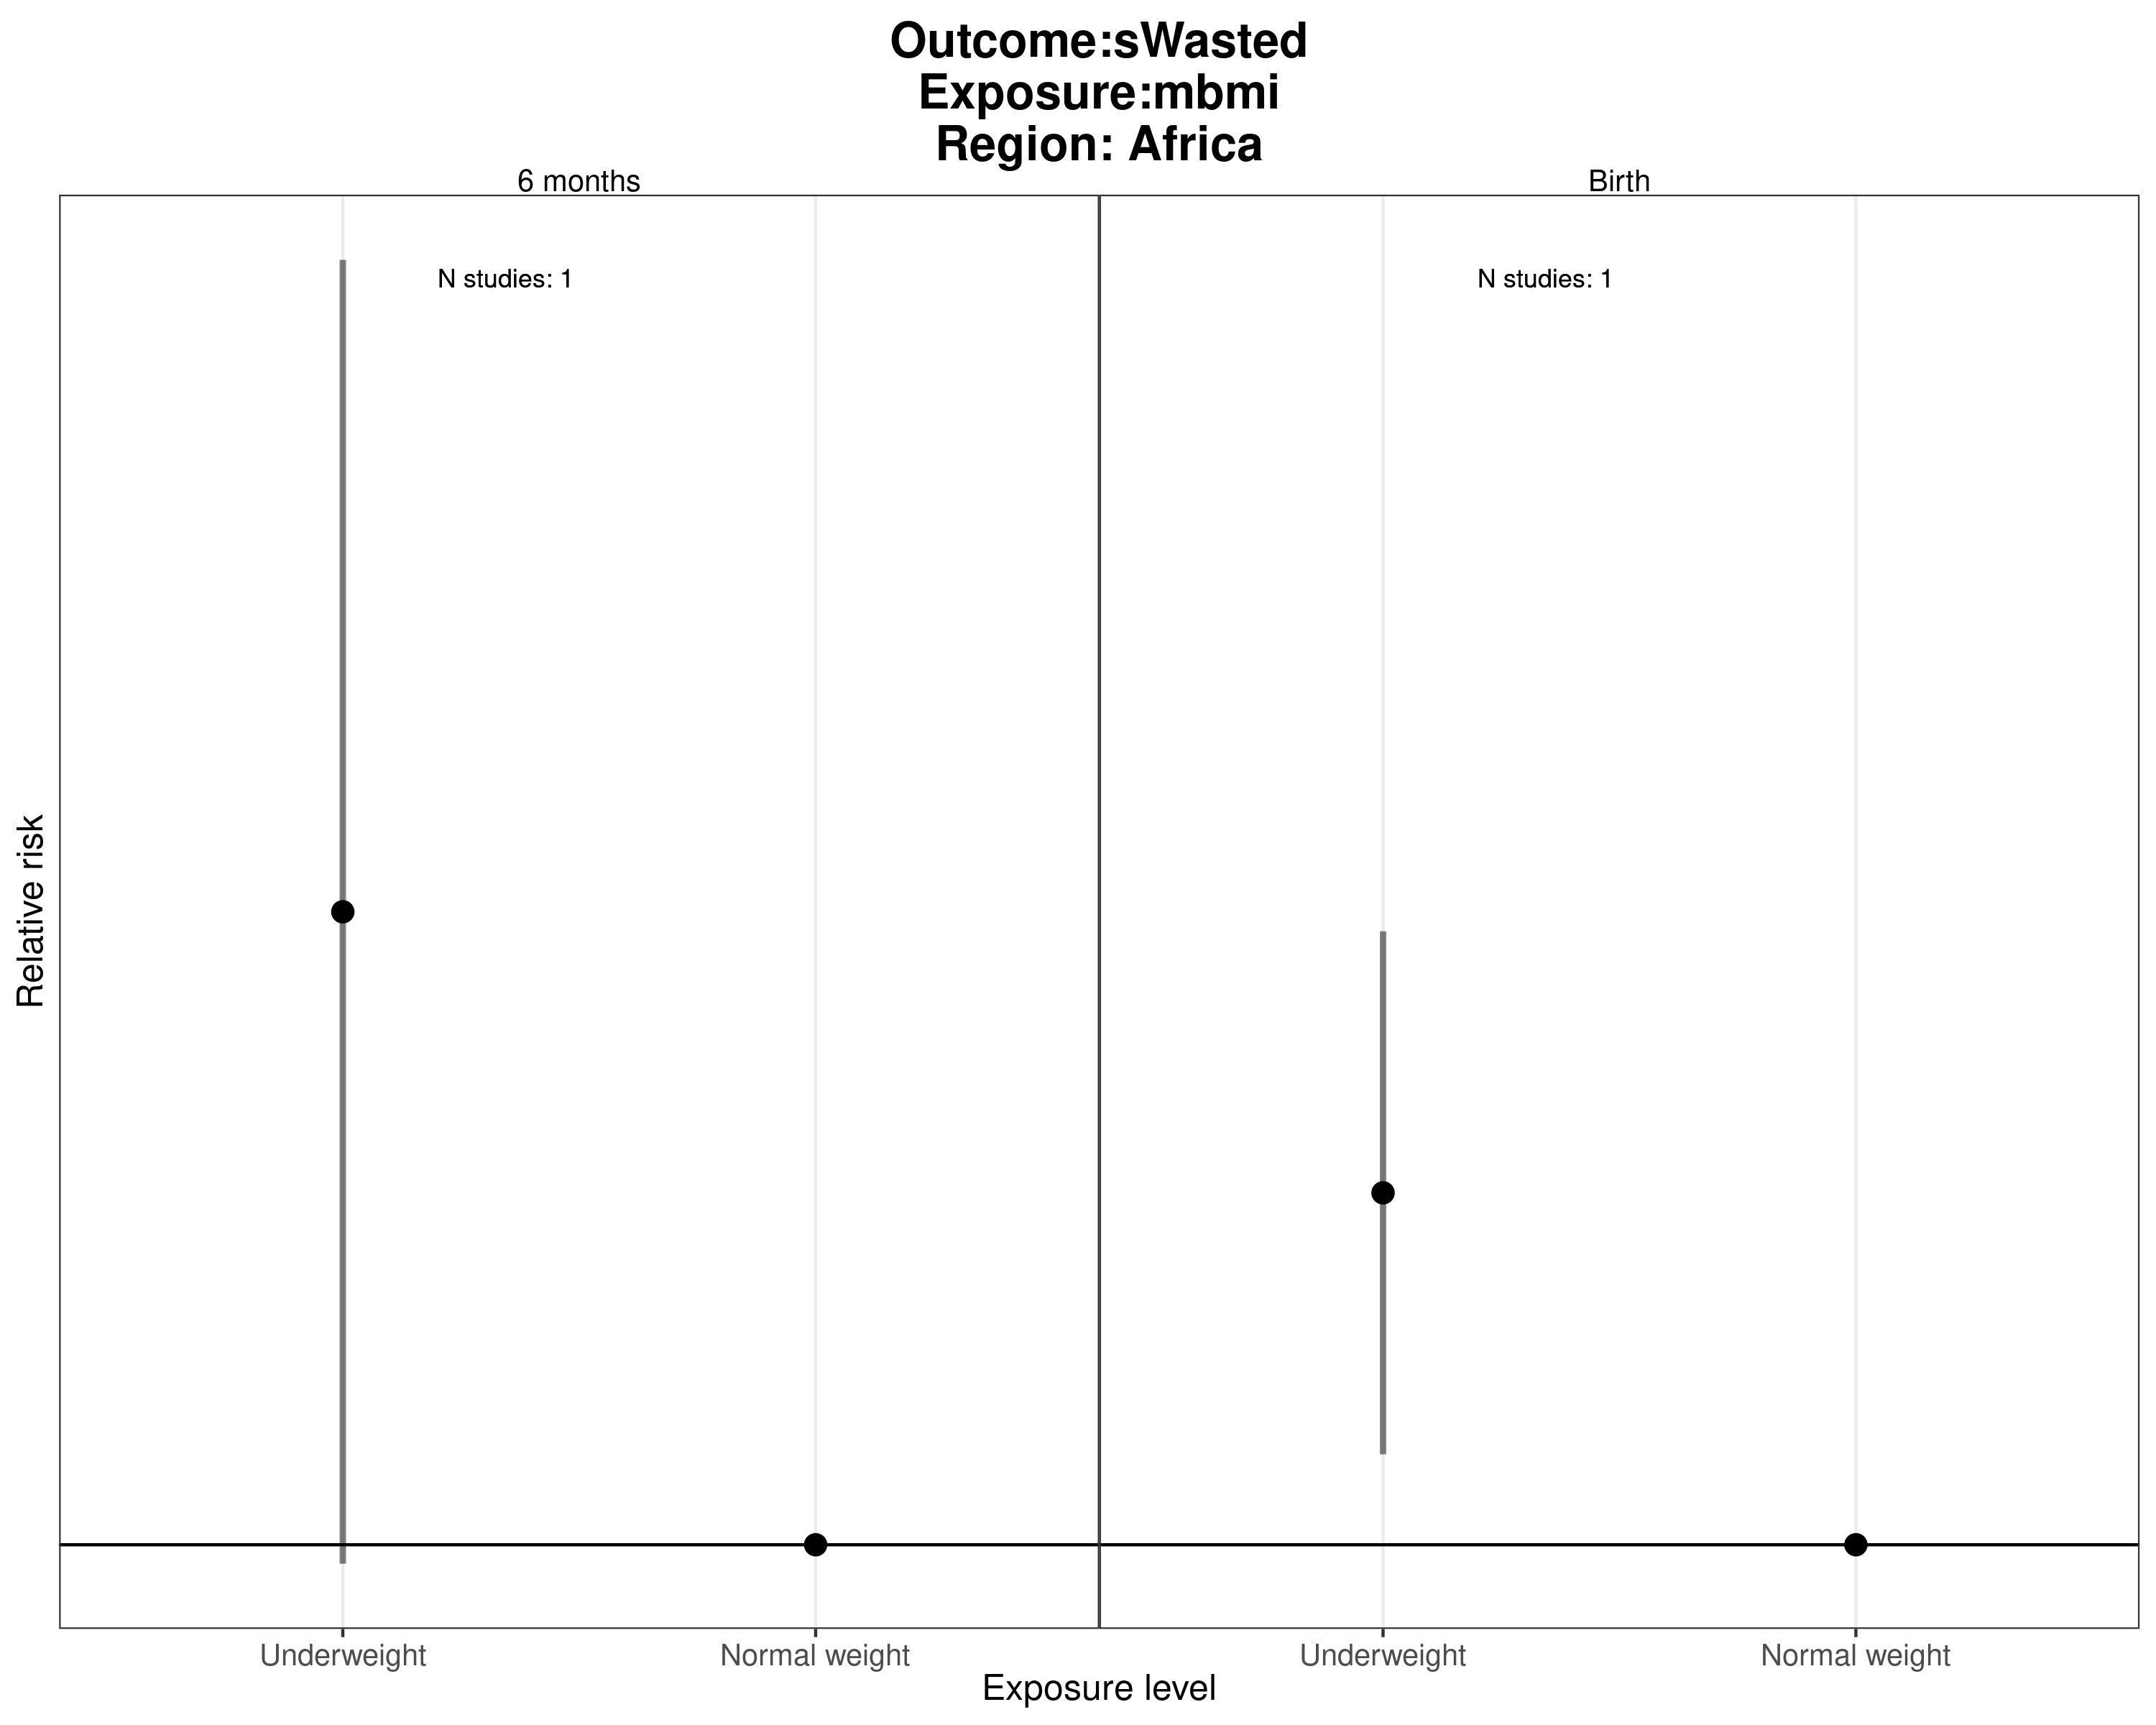 Outcome:sWasted
Exposure:mbmi
Region: Africa
6 months
Birth
N studies: 1
N studies: 1
Relative risk
Underweight
Normal weight
Underweight
Normal weight
Exposure level